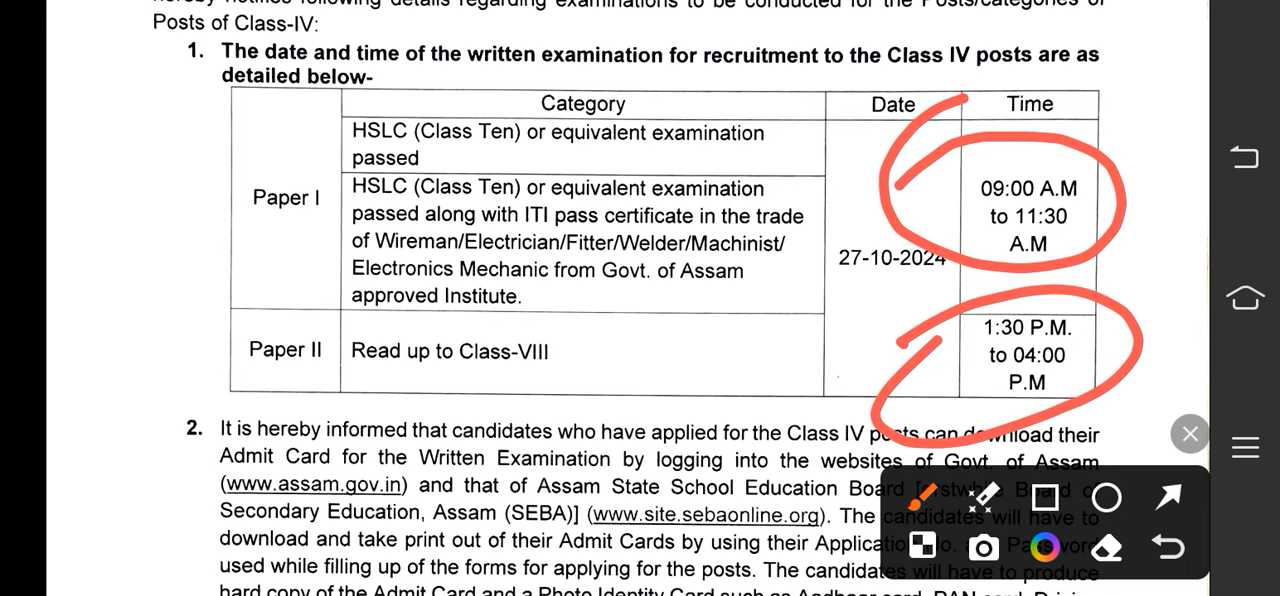 Posts of Class-IV:
1. The date and time of the written examination for recruitment to the Class IV posts are as
detailed below-
Category Date Time
HSLC (Class Ten) or equivalent examination
passed
Paper I
HSLC (Class Ten) or equivalent examination
passed along with ITI pass certificate in the trade
of Wireman/Electrician/Fitter/Welder/Machinist/
Electronics Mechanic from Govt. of Assam
approved Institute.
27-10-2024
09:00 A.M
to 11:30
A.M
Paper II Read up to Class-VIII
1:30 P.M.
to 04:00
P.M
2. It is hereby informed that candidates who have applied for the Class IV posts can download their
Admit Card for the Written Examination by logging into the websites of Govt. of Assam
(www.assam.gov.in) and that of Assam State School Education Board
Secondary Education, Assam (SEBA)] (www.site.sebaonline.org). The candidates will have to
download and take print out of their Admit Cards by using their
used while filling up of the forms for applying for the posts. The candidates will have to produce